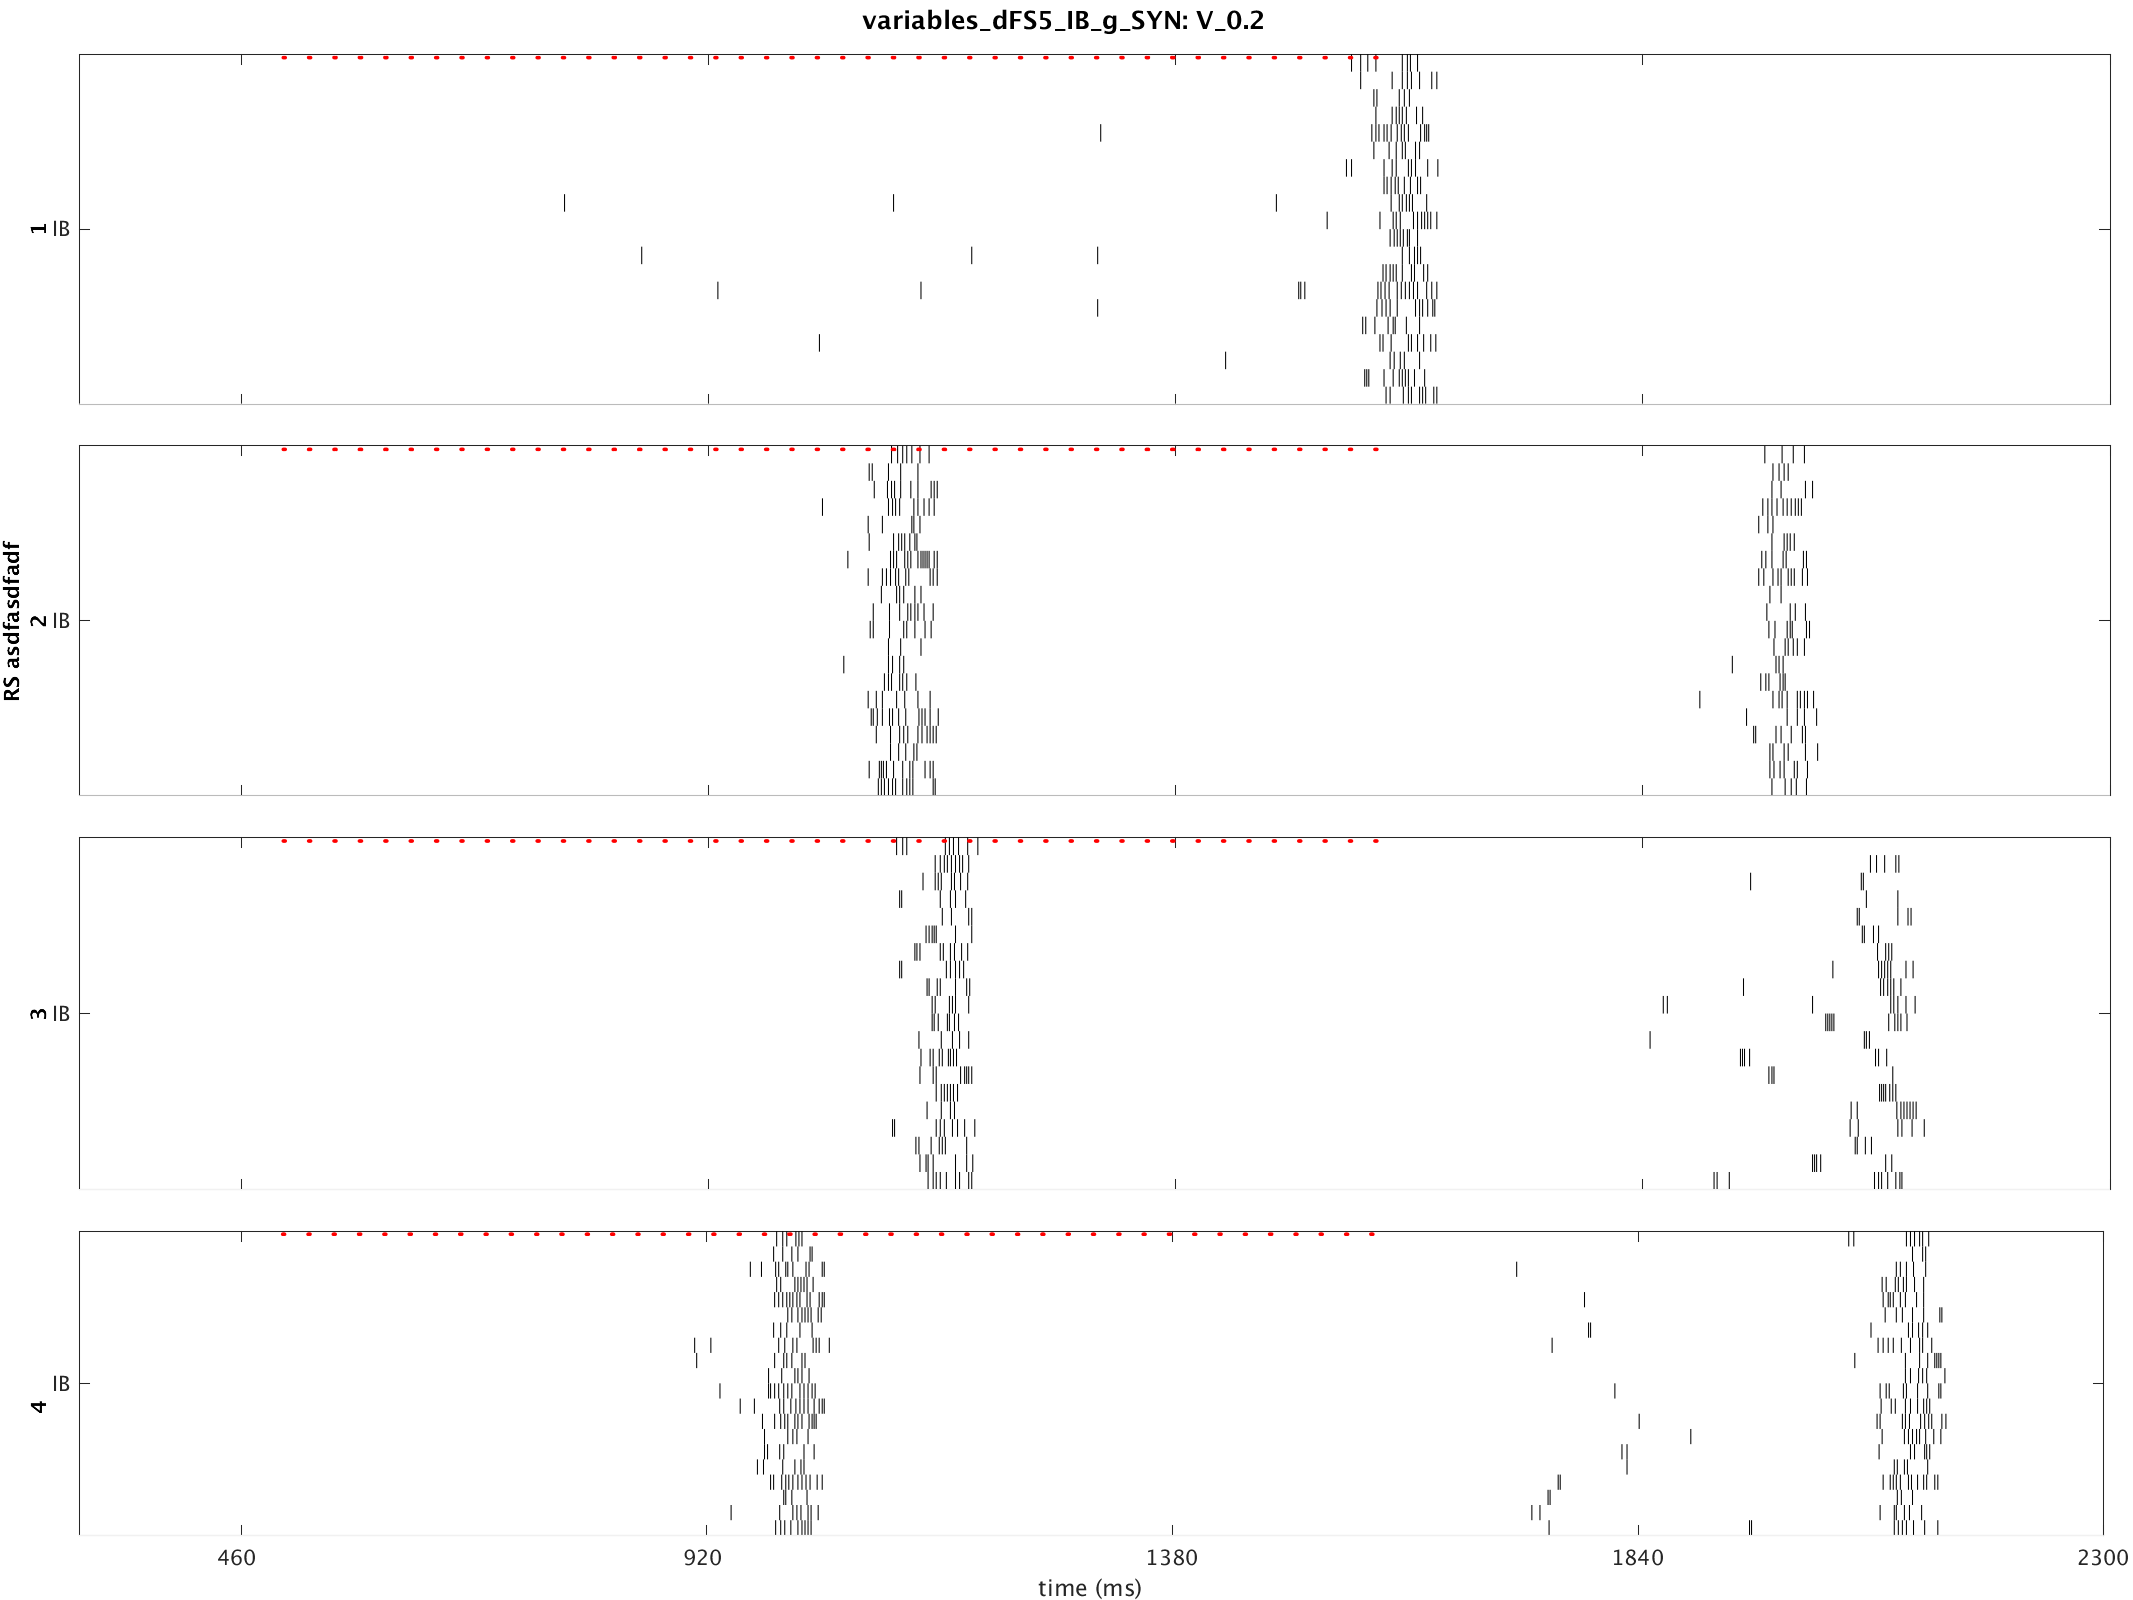 variables_dFS5_IB_g_SYN: V_0.2
RS asdfasdfadf
1 IB
2 IB
3 IB
4 IB
460 920 1380 1840 2300
time (ms)